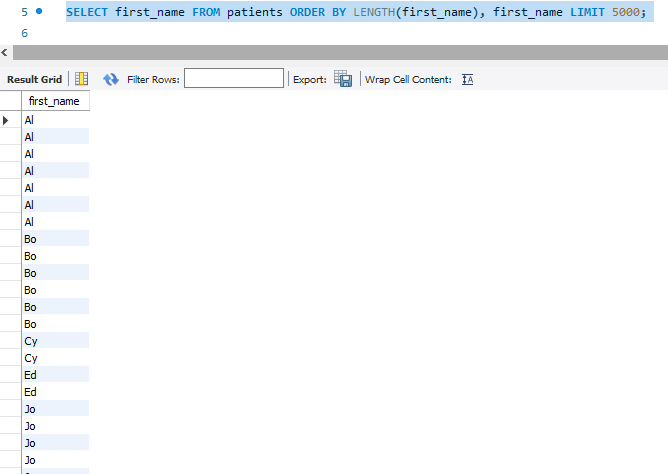 5 SELECT first_name FROM patients ORDER BY LENGTH(first_name), first_name LIMIT 5000;
6
Result Grid Filter Rows: Export: Wrap Cell Content: IA
first_name
Al
Al
Al
Al
Al
Al
Al
Bo
Bo
Bo
Bo
Bo
Bo
Cy
Cy
Ed
Ed
Jo
Jo
Jo
Jo